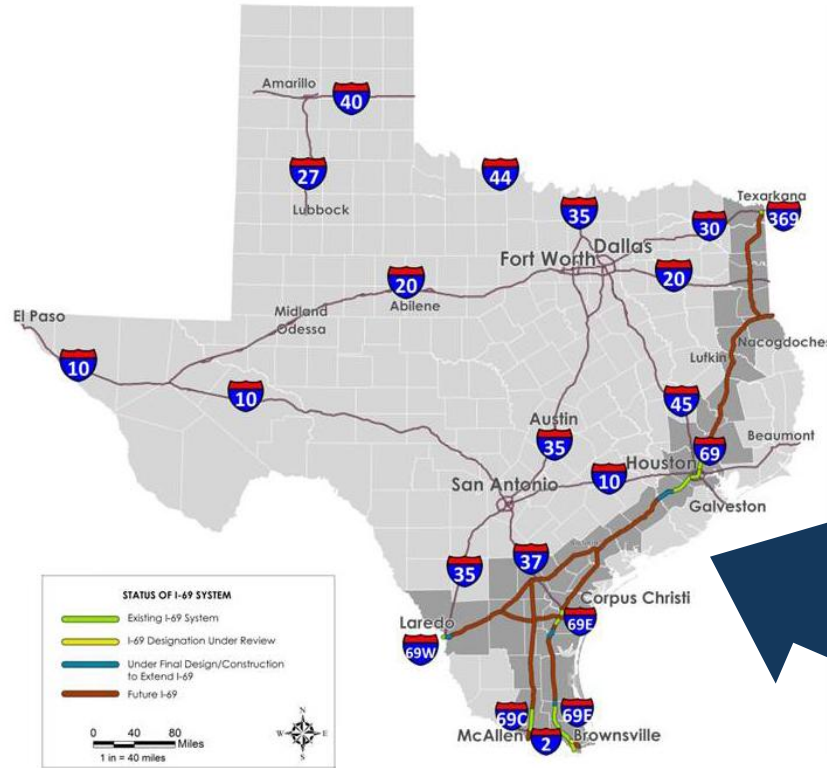 Amarillo
40
27
Lubbock
44
35
Texarkana
30
369
Dallas
Fort Worth
20
20
Abilene
Midland
Odessa
El Paso
10
10
Nacogdoches
Lufkin
45
Austin
35
69
Beaumont
Houston
San Antonio
10
Galveston
37
35
Corpus Christi
69E
Laredo
69W
69C
69E
McAllen
2
Brownsville
STATUS OF I-69 SYSTEM
Existing I-69 System
I-69 Designation Under Review
Under Final Design/Construction
to Extend I-69
Future I-69
0 40 80
Miles
1 in = 40 miles
N
W E
S